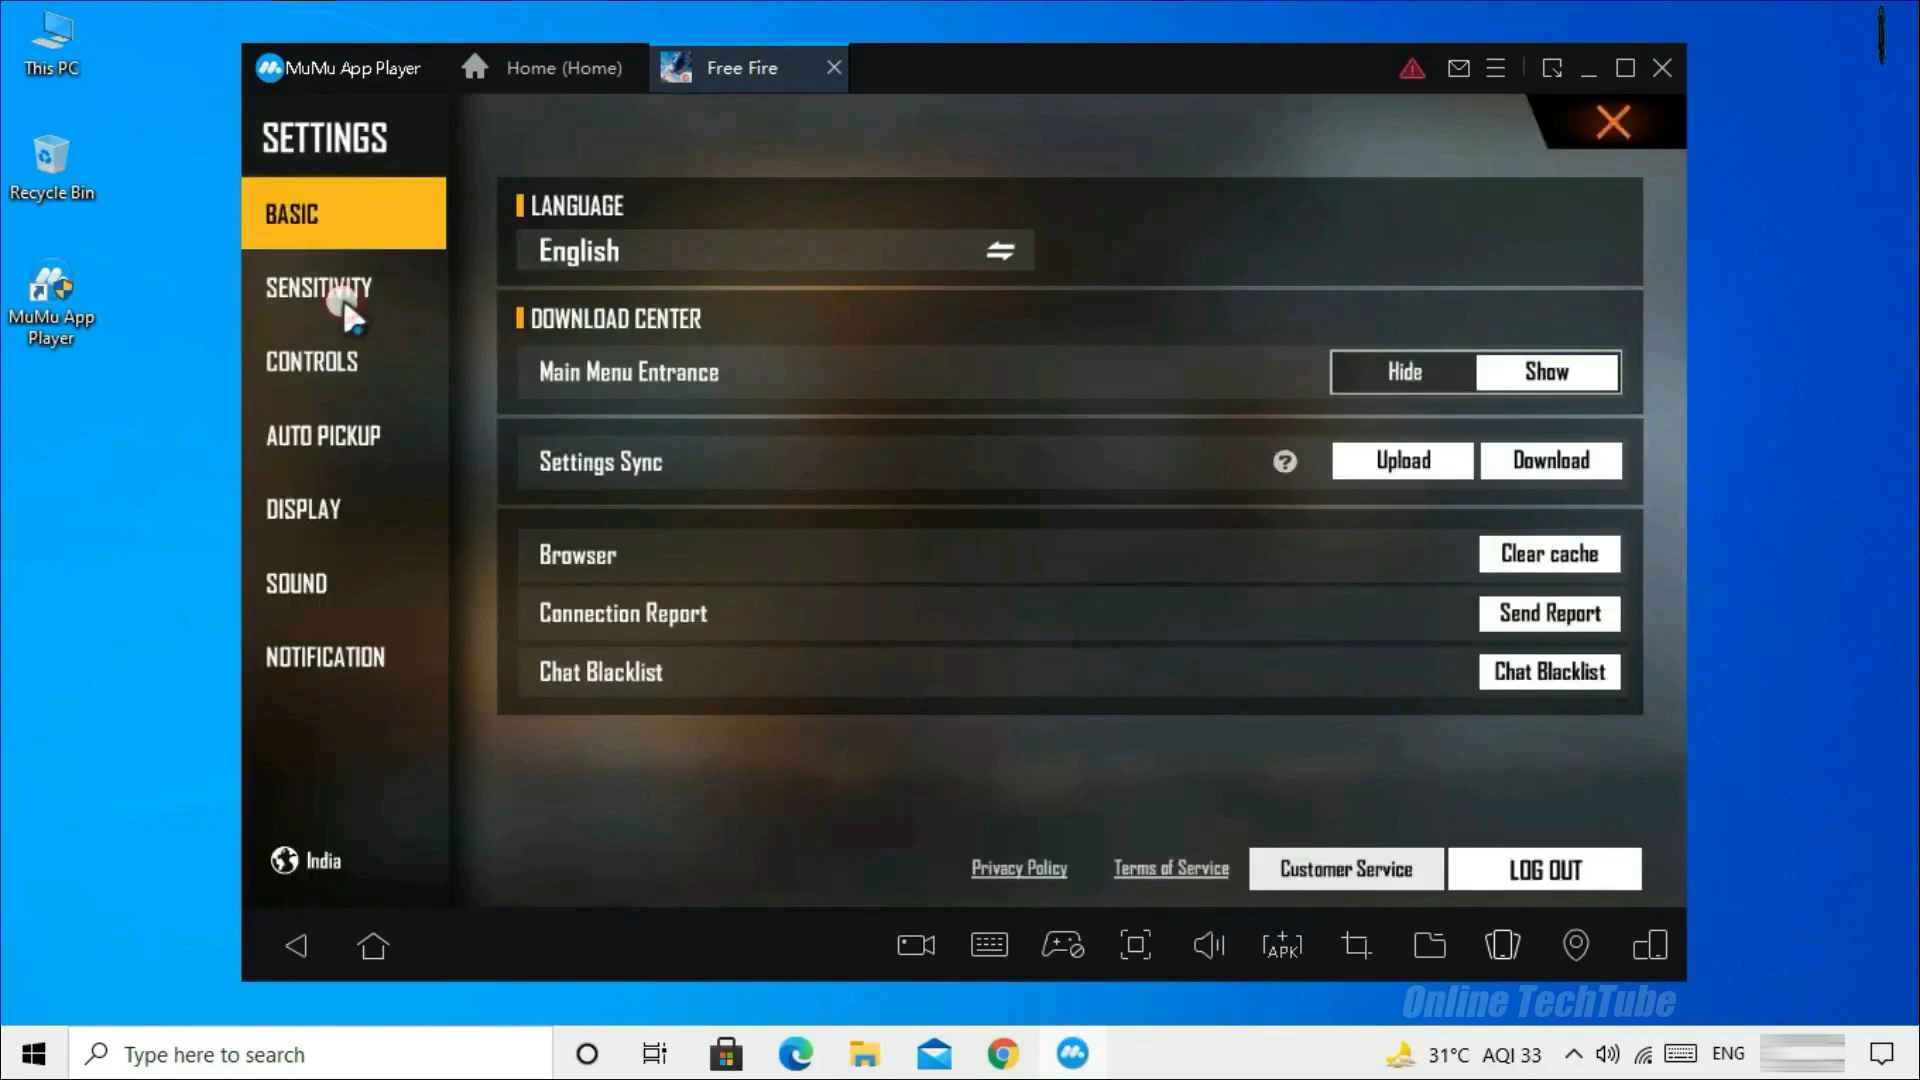 This PC
Recycle Bin
MuMu App
Player
MuMu App Player
Home (Home)
Free Fire
SETTINGS
BASIC
SENSITIVITY
CONTROLS
AUTO PICKUP
DISPLAY
SOUND
NOTIFICATION
India
LANGUAGE
English
DOWNLOAD CENTER
Main Menu Entrance
Hide
Show
Settings Sync
?
Upload
Download
Browser
Clear cache
Connection Report
Send Report
Chat Blacklist
Chat Blacklist
Privacy Policy
Terms of Service
Customer Service
LOG OUT
APK
Online TechTube
Type here to search
31°C AQI 33
ENG